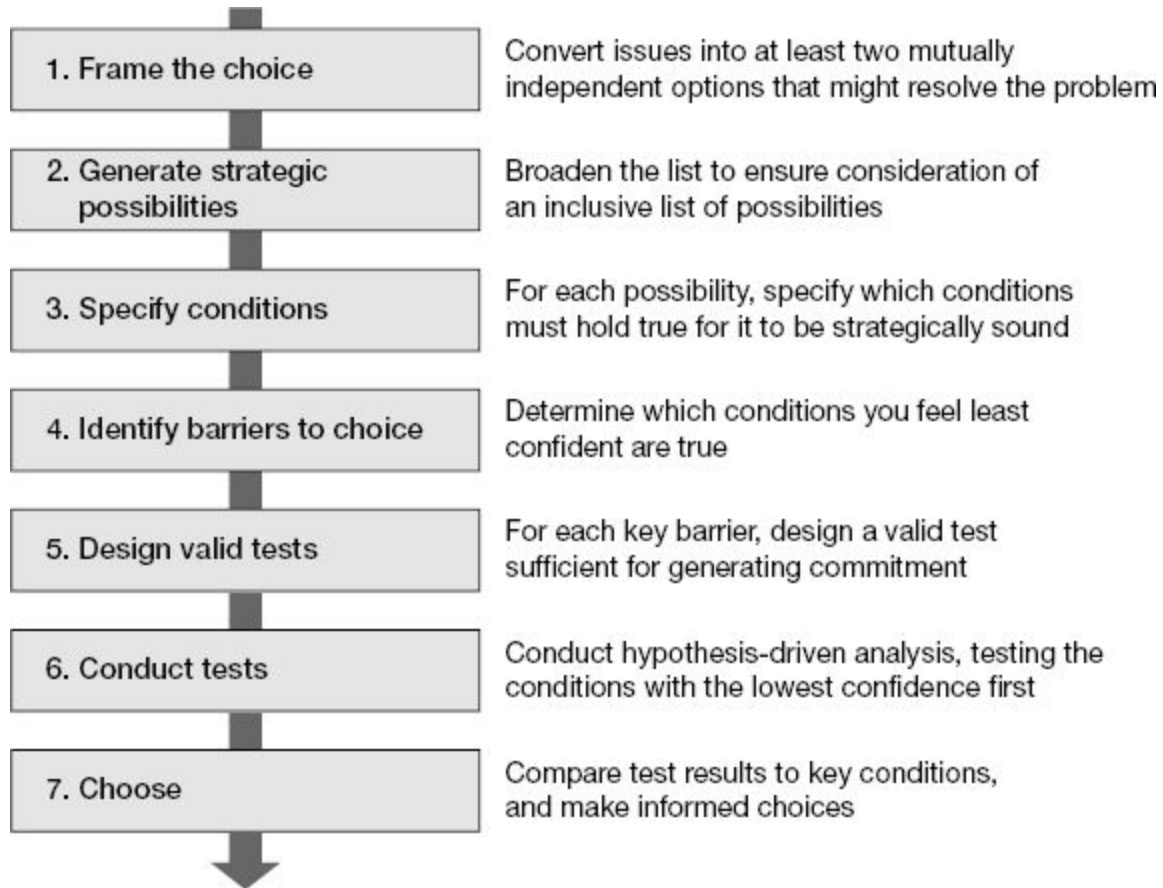 1. Frame the choice
Convert issues into at least two mutually
independent options that might resolve the problem
2. Generate strategic
possibilities
Broaden the list to ensure consideration of
an inclusive list of possibilities
3. Specify conditions
For each possibility, specify which conditions
must hold true for it to be strategically sound
4. Identify barriers to choice
Determine which conditions you feel least
confident are true
5. Design valid tests
For each key barrier, design a valid test
sufficient for generating commitment
6. Conduct tests
Conduct hypothesis-driven analysis, testing the
conditions with the lowest confidence first
7. Choose
Compare test results to key conditions,
and make informed choices